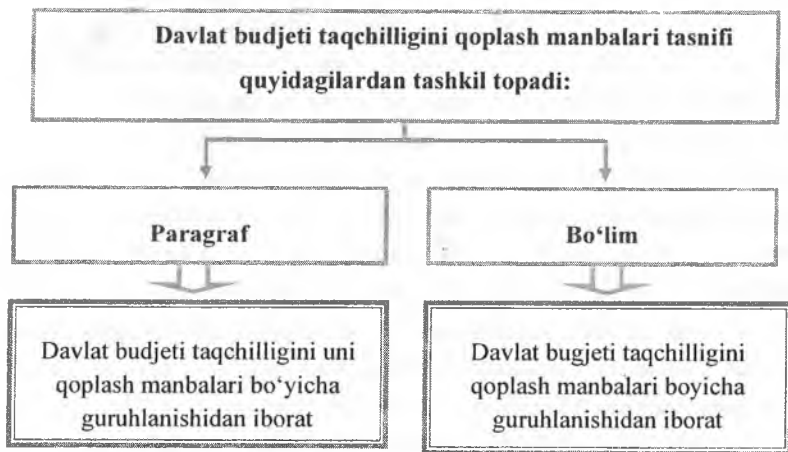 Davlat budjeti taqchilligini qoplash manbalari tasnifi
quyidagilardan tashkil topadi:
Paragraf
Bo‘lim
Davlat budjeti taqchilligini uni
qoplash manbalari bo‘yicha
guruhlanishidan iborat
Davlat bugjeti taqchilligini
qoplash manbalari boyicha
guruhlanishidan iborat